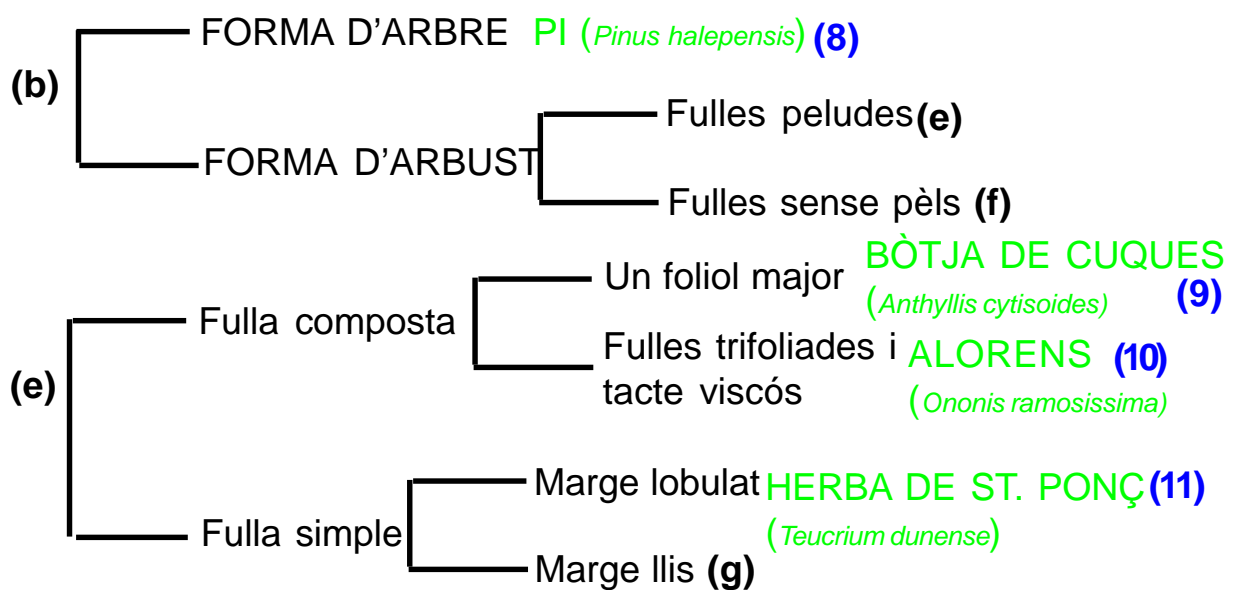 (b)
FORMA D'ARBRE PI (Pinus halepensis) (8)
FORMA D'ARBUST
Fulles peludes (e)
Fulles sense pèls (f)
(e)
Fulla composta
Un foliol major BÒTJA DE CUQUES
(Anthyllis cytisoides) (9)
Fulles trifoliades i ALORENS (10)
tacte viscós (Ononis ramosissima)
Fulla simple
Marge lobulat HERBA DE ST. PONÇ (11)
(Teucrium dunense)
Marge llis (g)